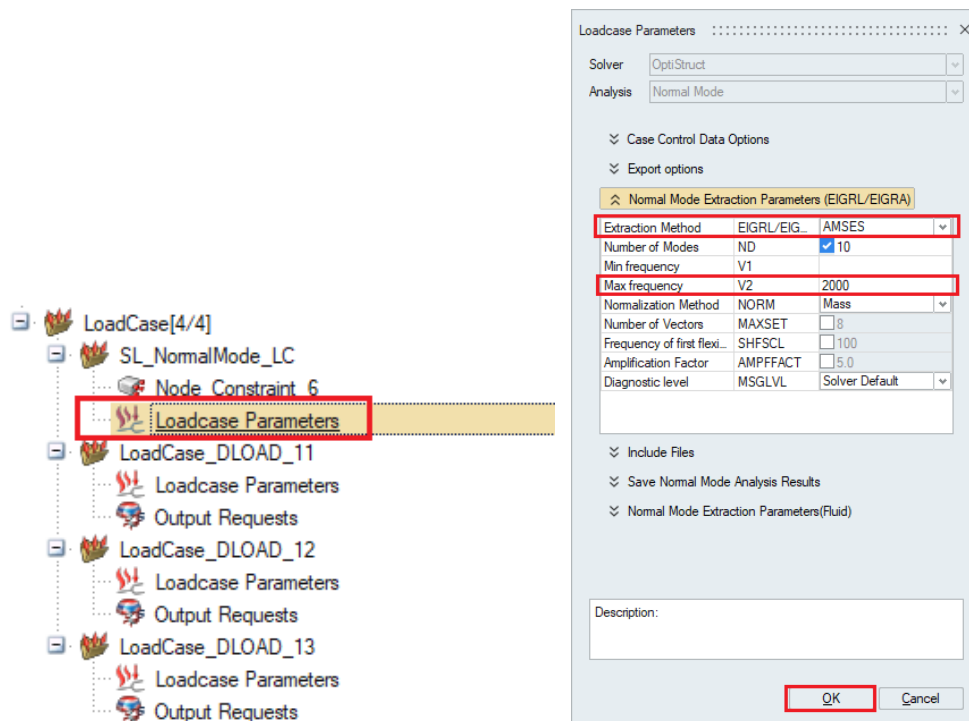 LoadCase[4/4]
SL_NormalMode_LC
Node_Constraint_6
Loadcase Parameters
LoadCase_DLOAD_11
Loadcase Parameters
Output Requests
LoadCase_DLOAD_12
Loadcase Parameters
Output Requests
LoadCase_DLOAD_13
Loadcase Parameters
Output Requests
Loadcase Parameters
Solver OptiStruct
Analysis Normal Mode
Case Control Data Options
Export options
Normal Mode Extraction Parameters (EIGRL/EIGRA)
Extraction Method EIGRL/EIG... AMSES
Number of Modes ND 10
Min frequency V1
Max frequency V2 2000
Normalization Method NORM Mass
Number of Vectors MAXSET 8
Frequency of first flexi... SHFSCL 100
Amplification Factor AMPFFACT 5.0
Diagnostic level MSGLVL Solver Default
Include Files
Save Normal Mode Analysis Results
Normal Mode Extraction Parameters(Fluid)
Description:
OK Cancel